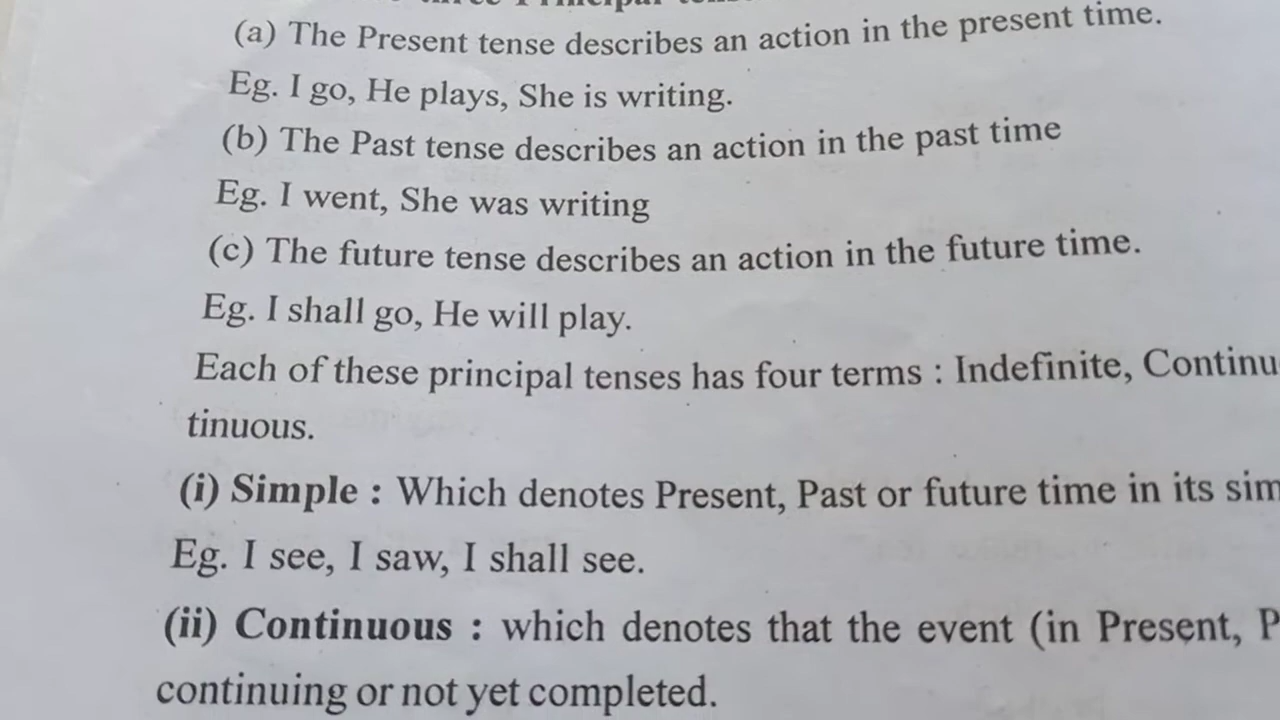 three Principal
(a) The Present tense describes an action in the present time.
Eg. I go, He plays, She is writing.
(b) The Past tense describes an action in the past time
Eg. I went, She was writing
(c) The future tense describes an action in the future time.
Eg. I shall go, He will play.
Each of these principal tenses has four terms : Indefinite, Continu
tinuous.
(i) Simple : Which denotes Present, Past or future time in its sim
Eg. I see, I saw, I shall see.
(ii) Continuous : which denotes that the event (in Present, P
continuing or not yet completed.